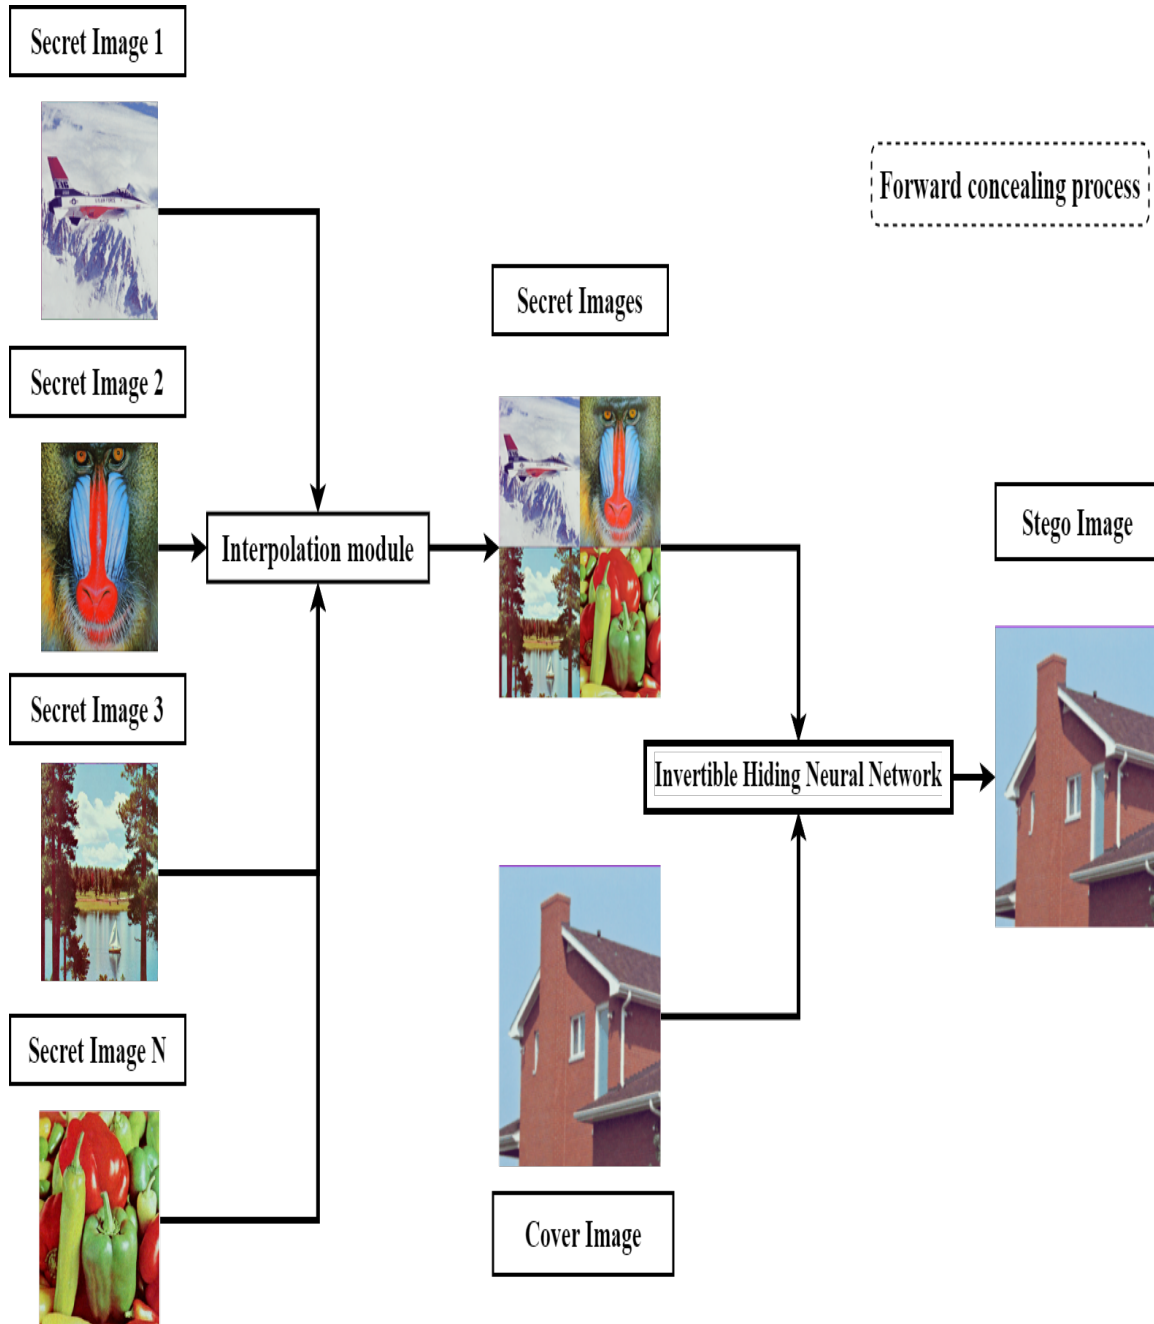 Secret Image 1
Forward concealing process
Secret Images
Secret Image 2
Stego Image
Interpolation module
Secret Image 3
Invertible Hiding Neural Network
Secret Image N
Cover Image